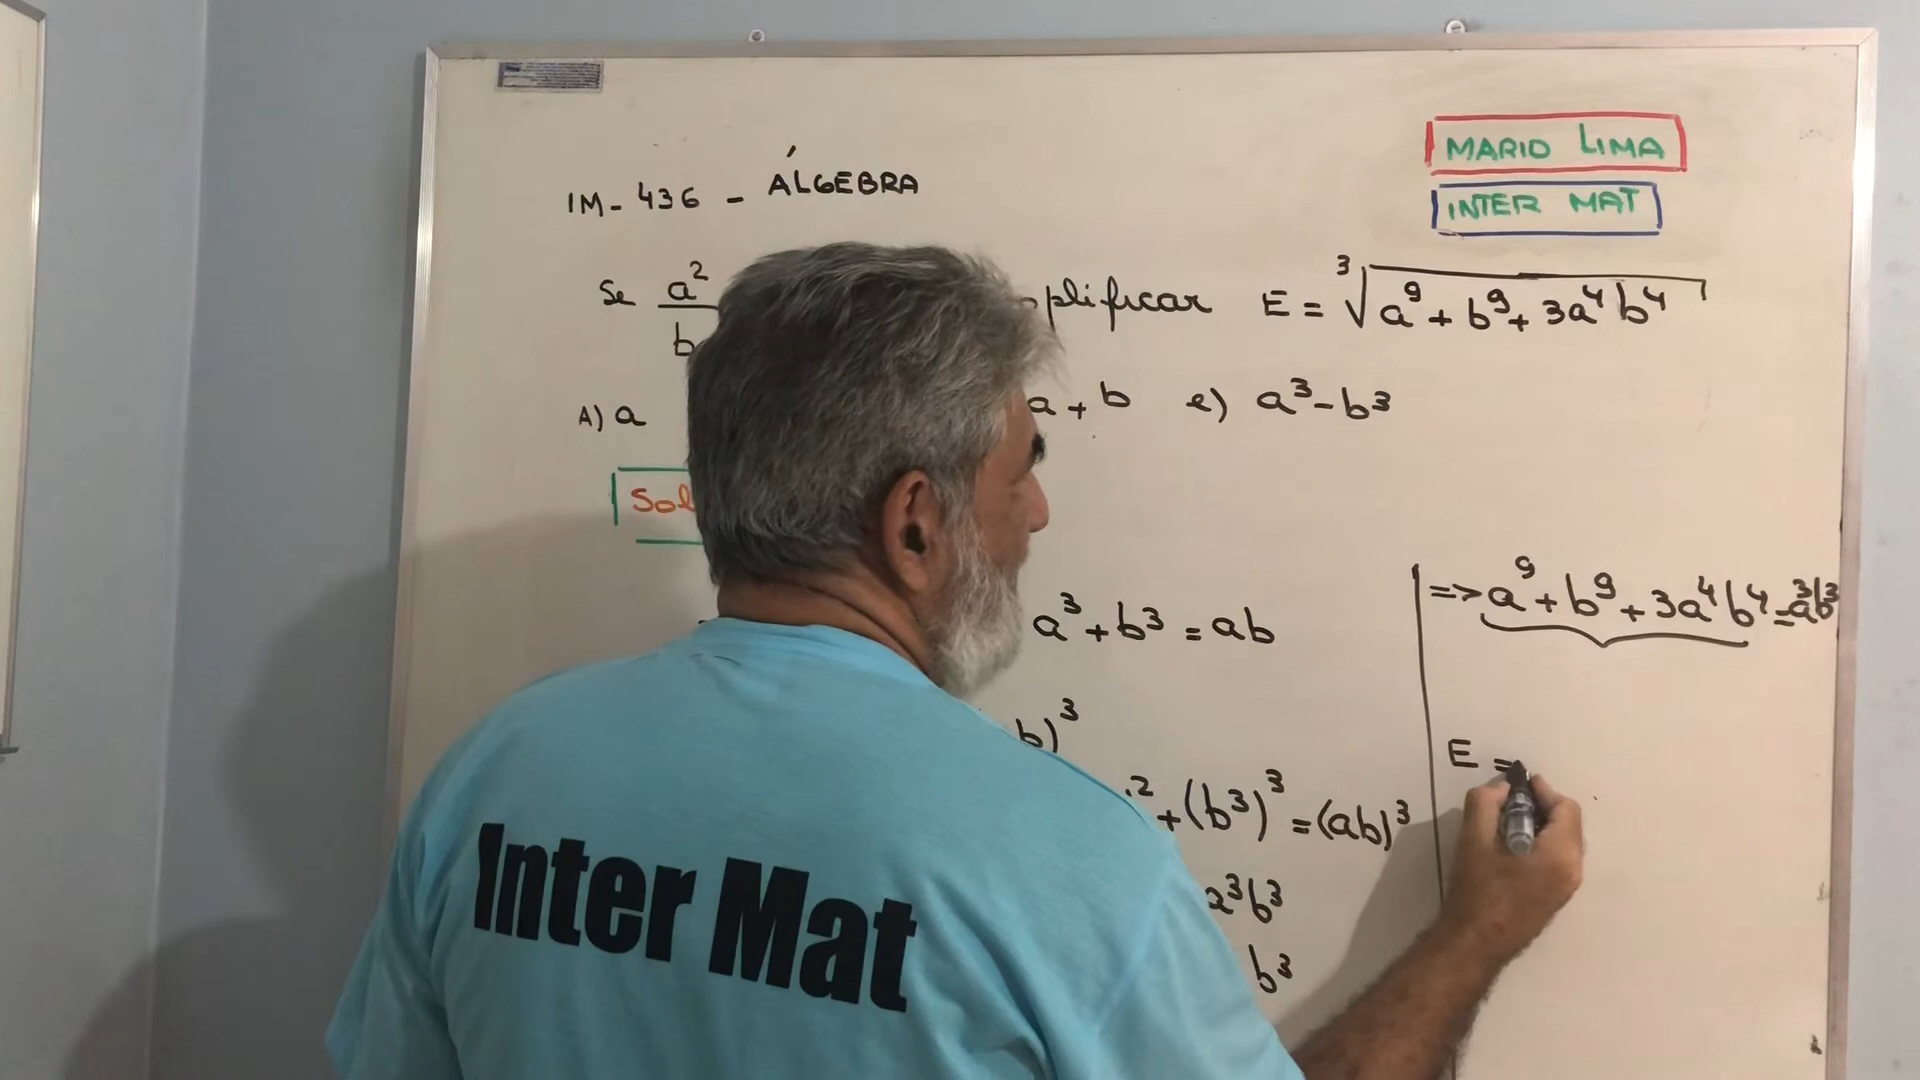 MARIO LIMA
INTER MAT
IM-436 - ÁLGEBRA
Se a²
b
plificar E = ³√a⁹ + b⁹ + 3a⁴b⁴
A) a
a + b e) a³ - b³
Sol
a³ + b³ = ab
b)³
² + (b³)³ = (ab)³
³b³
b³
=> a⁹ + b⁹ + 3a⁴b⁴ = a³b³
E =
Inter Mat